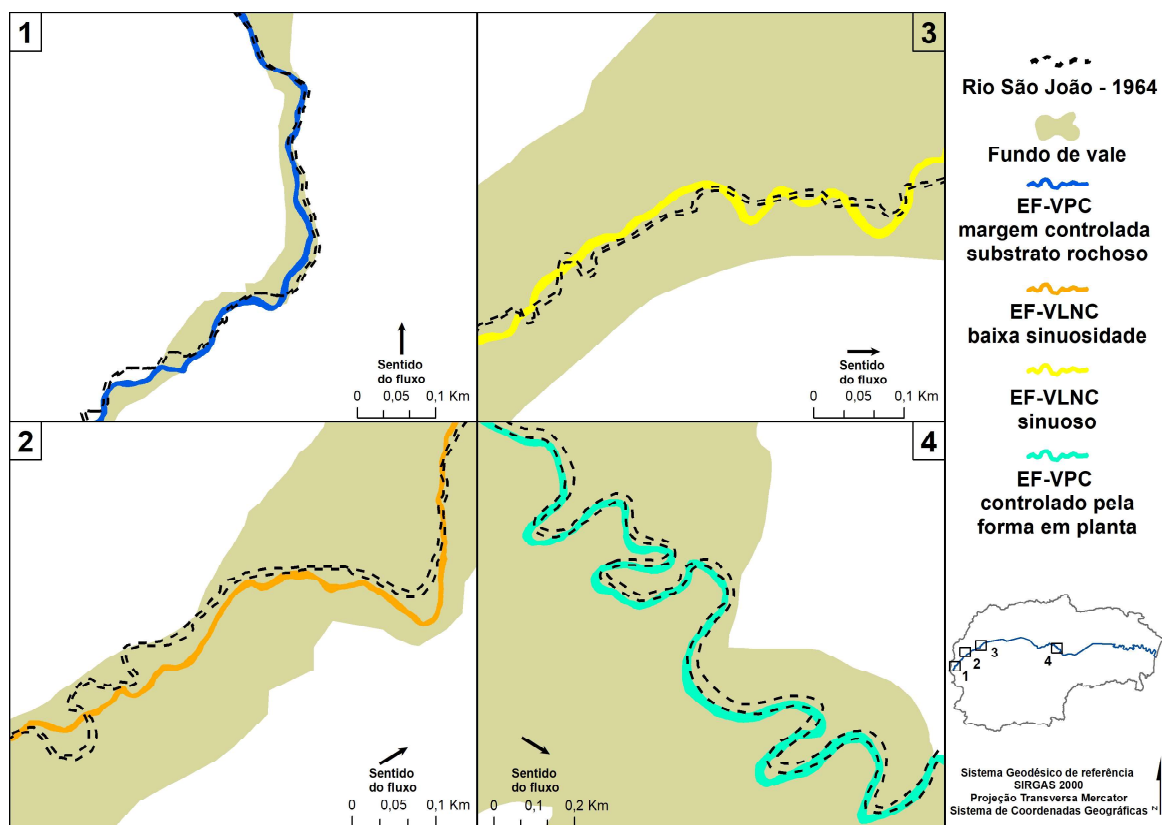 1
Sentido
do fluxo
0 0,05 0,1 Km
3
Sentido
do fluxo
0 0,05 0,1 Km
2
Sentido
do fluxo
0 0,05 0,1 Km
4
Sentido
do fluxo
0 0,1 0,2 Km
Rio São João - 1964
Fundo de vale
EF-VPC
margem controlada
substrato rochoso
EF-VLNC
baixa sinuosidade
EF-VLNC
sinuoso
EF-VPC
controlado pela
forma em planta
1
2
3
4
Sistema Geodésico de referência
SIRGAS 2000
Projeção Transversa Mercator
Sistema de Coordenadas Geográficas
N